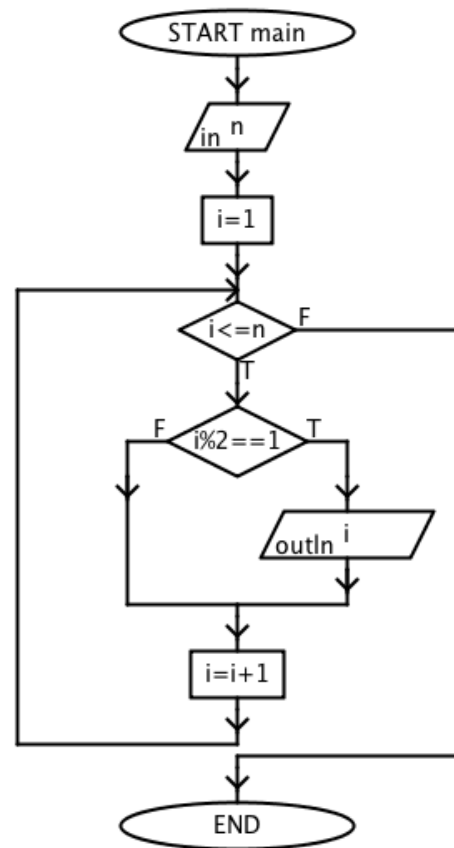 START main
n
in
i=1
i<=n
F
T
F
i%2==1
T
i
outln
i=i+1
END